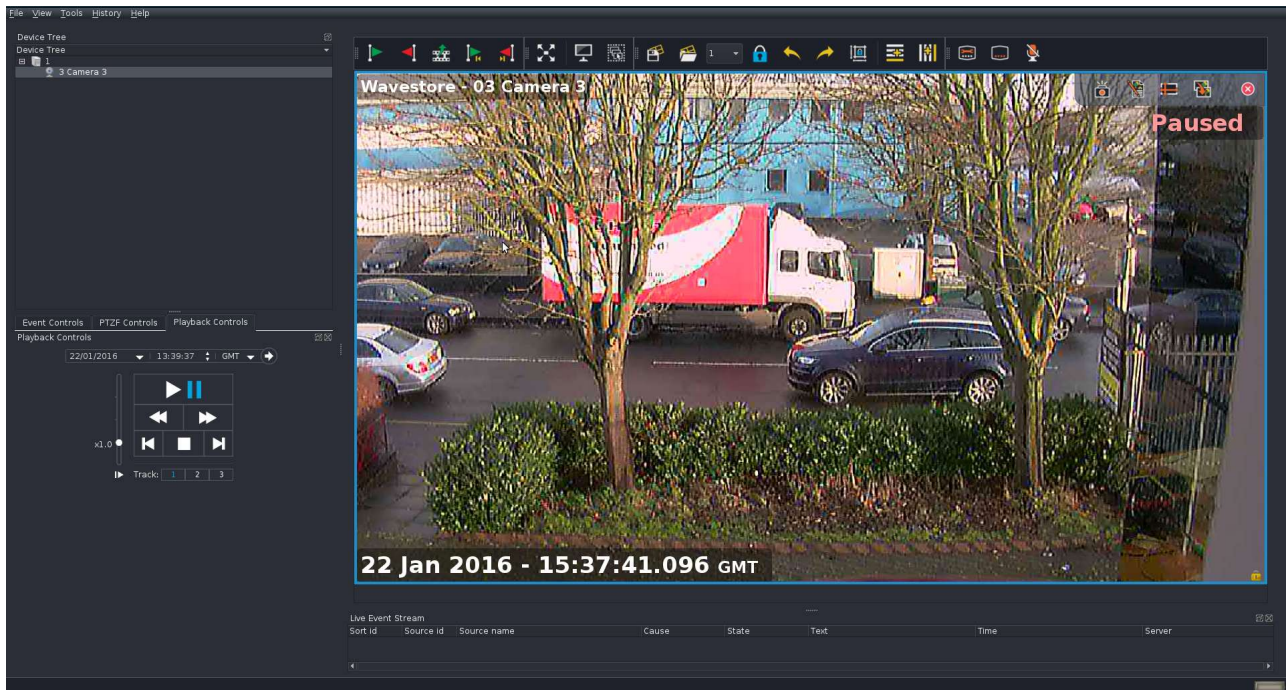 File View Tools History Help
Device Tree
Device Tree
1
3 Camera 3
1
Wavestore - 03 Camera 3
Paused
Event Controls PTZF Controls Playback Controls
Playback Controls
22/01/2016 13:39:37 GMT
x1.0
Track: 1 2 3
22 Jan 2016 - 15:37:41.096 GMT
Live Event Stream
Sort id Source id Source name Cause State Text Time Server